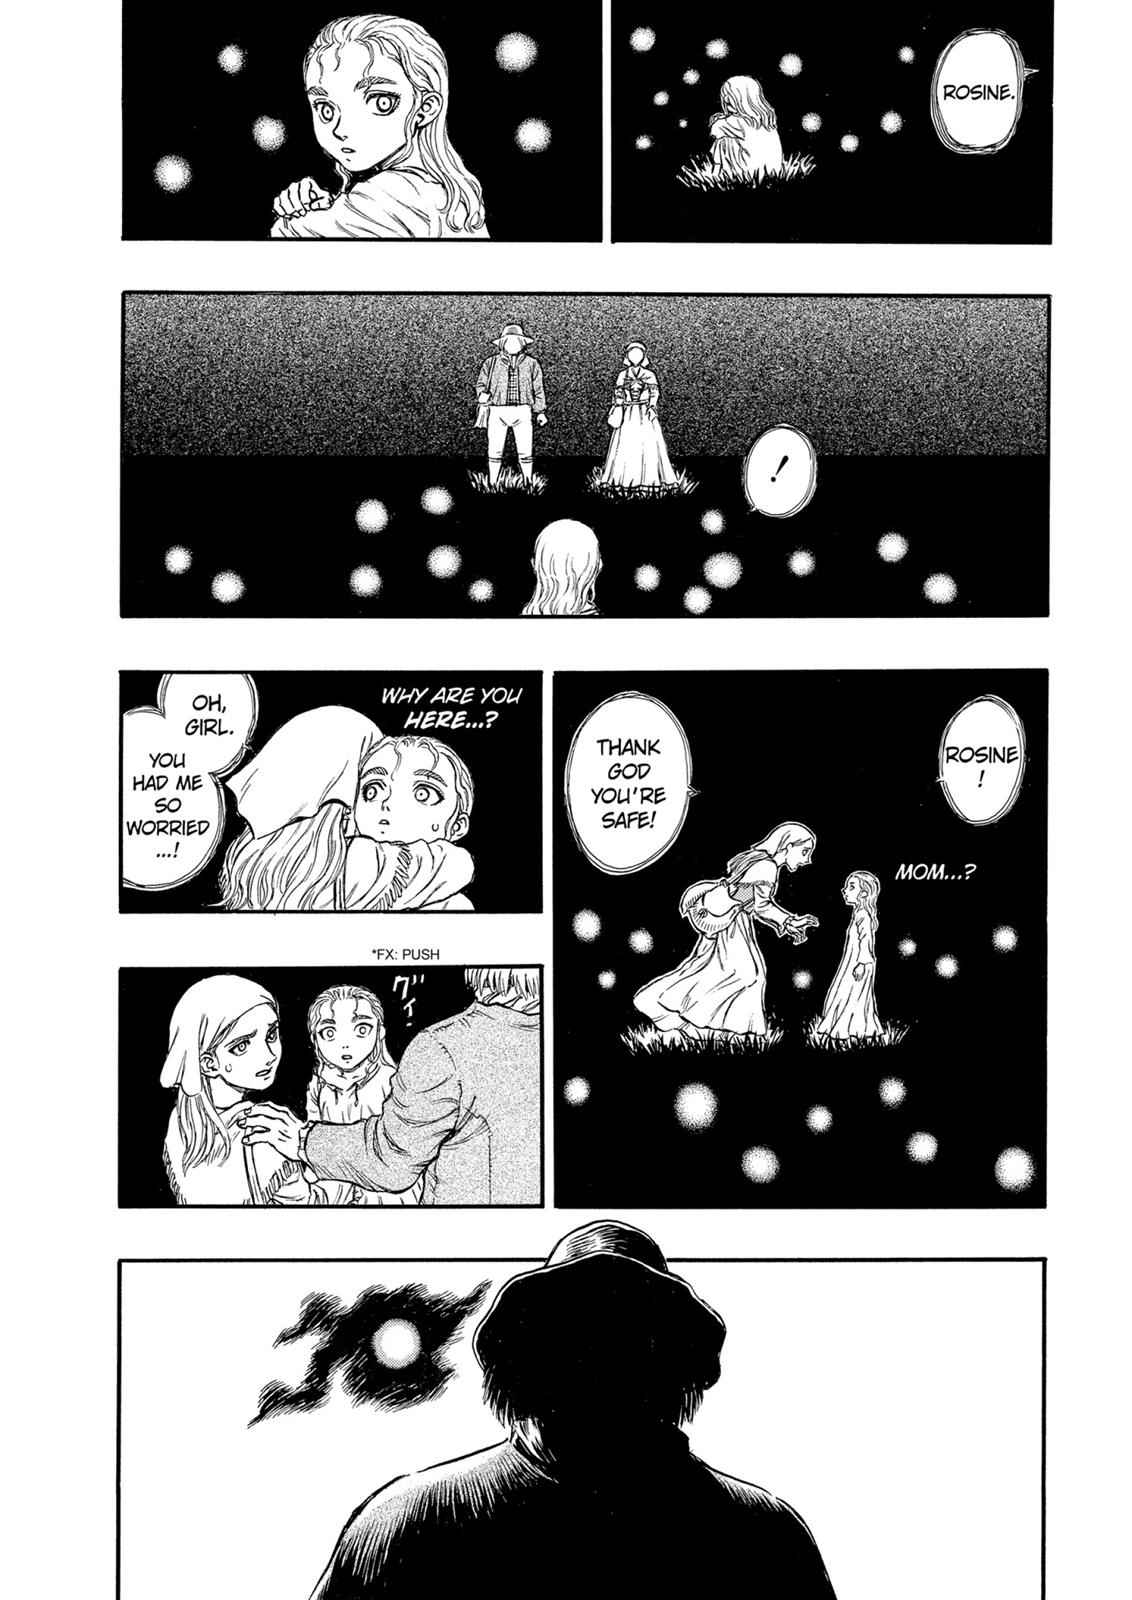 ROSINE.
!
ROSINE
!
THANK
GOD
YOU'RE
SAFE!
MOM...?
WHY ARE YOU
HERE...?
OH,
GIRL.
YOU
HAD ME
SO
WORRIED
...!
*FX: PUSH
グイ